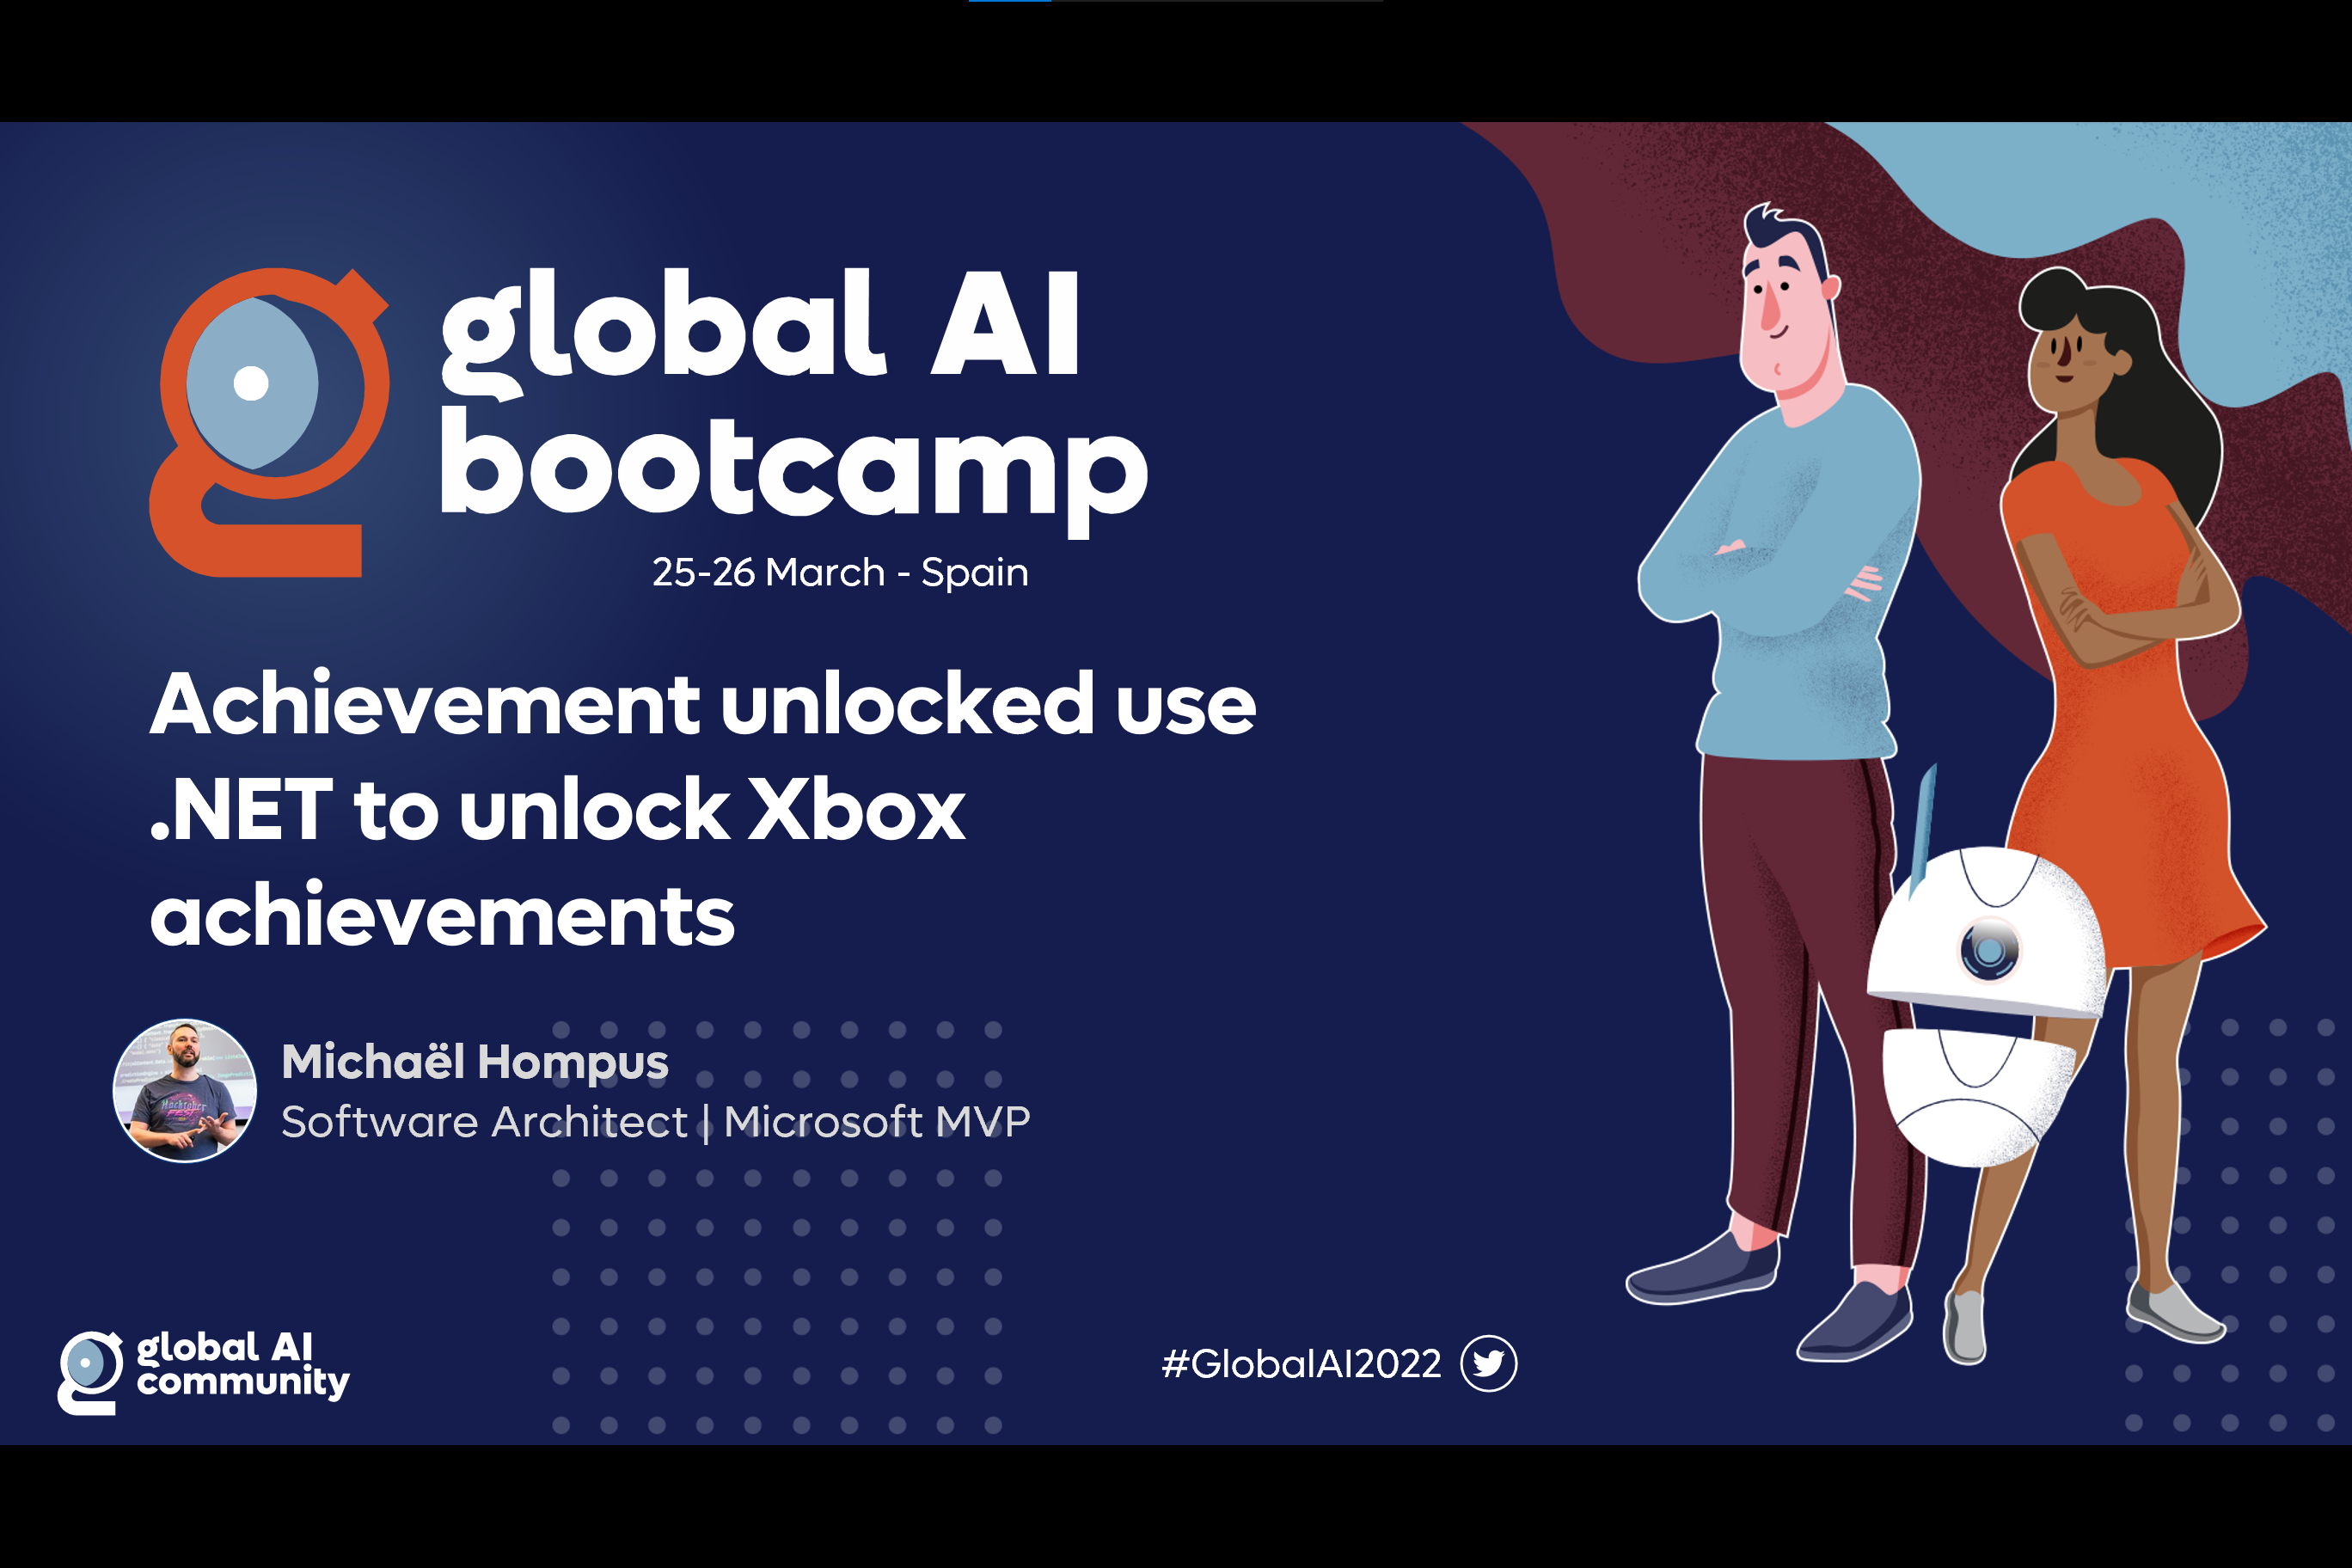 global AI
bootcamp
25-26 March - Spain
Achievement unlocked use
.NET to unlock Xbox
achievements
Michaël Hompus
Software Architect | Microsoft MVP
global AI
community
#GlobalAI2022